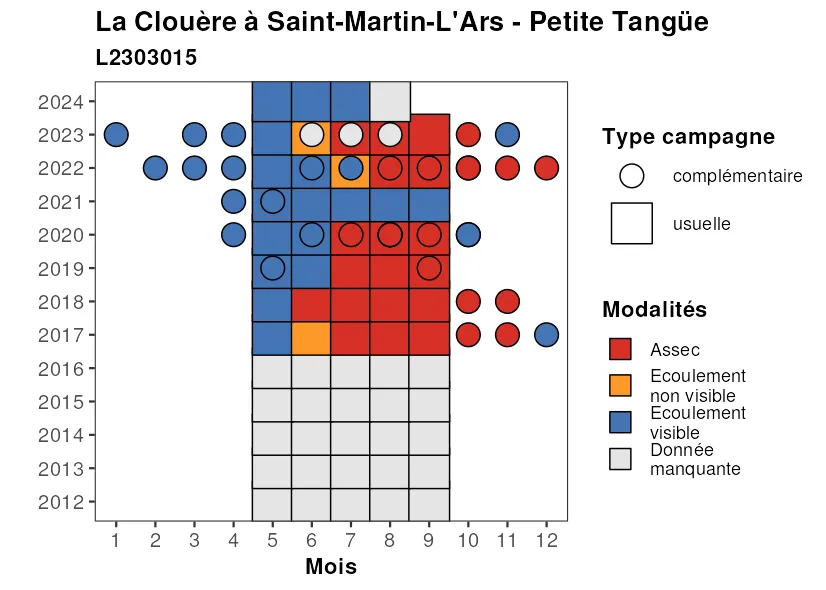 La Clouère à Saint-Martin-L'Ars - Petite Tangüe
L2303015
2024
2023
2022
2021
2020
2019
2018
2017
2016
2015
2014
2013
2012
1 2 3 4 5 6 7 8 9 10 11 12
Mois
Type campagne
complémentaire
usuelle
Modalités
Assec
Ecoulement
non visible
Ecoulement
visible
Donnée
manquante